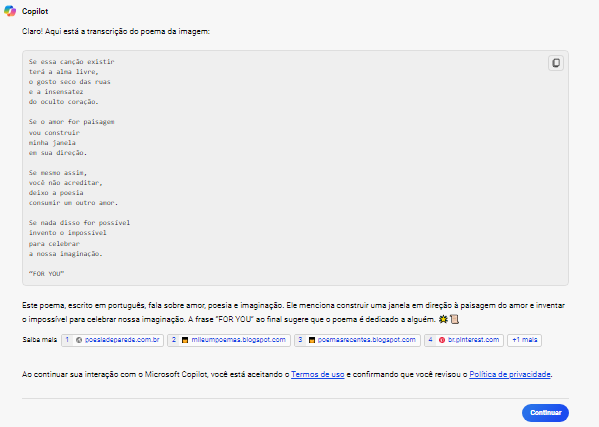 Copilot
Claro! Aqui está a transcrição do poema da imagem:
Se essa canção existir
terá a alma livre,
o gosto seco das ruas
e a insensatez
do oculto coração.
Se o amor for paisagem
vou construir
minha janela
em sua direção.
Se mesmo assim,
você não acreditar,
deixo a poesia
consumir um outro amor.
Se nada disso for possível
invento o impossível
para celebrar
a nossa imaginação.
“FOR YOU”
Este poema, escrito em português, fala sobre amor, poesia e imaginação. Ele menciona construir uma janela em direção à paisagem do amor e inventar
o impossível para celebrar nossa imaginação. A frase “FOR YOU” ao final sugere que o poema é dedicado a alguém.
Saiba mais 1 poesiadeparede.com.br 2 mileumpoemas.blogspot.com 3 poemasrecentes.blogspot.com 4 br.pinterest.com +1 mais
Ao continuar sua interação com o Microsoft Copilot, você está aceitando o Termos de uso e confirmando que você revisou o Política de privacidade.
Continuar